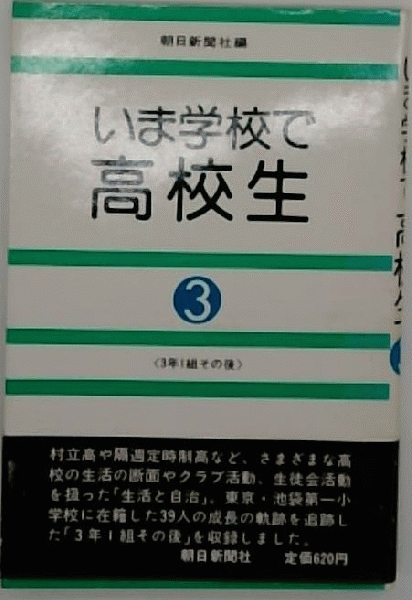 朝日新聞社編
いま学校で
高校生
3
〈3年1組その後〉
村立高や隔週定時制高など、さまざまな高
校の生活の断面やクラブ活動、生徒会活動
を扱った「生活と自治」、東京・池袋第一小
学校に在籍した39人の成長の軌跡を追跡し
た「3年1組その後」を収録しました。
朝日新聞社 定価620円